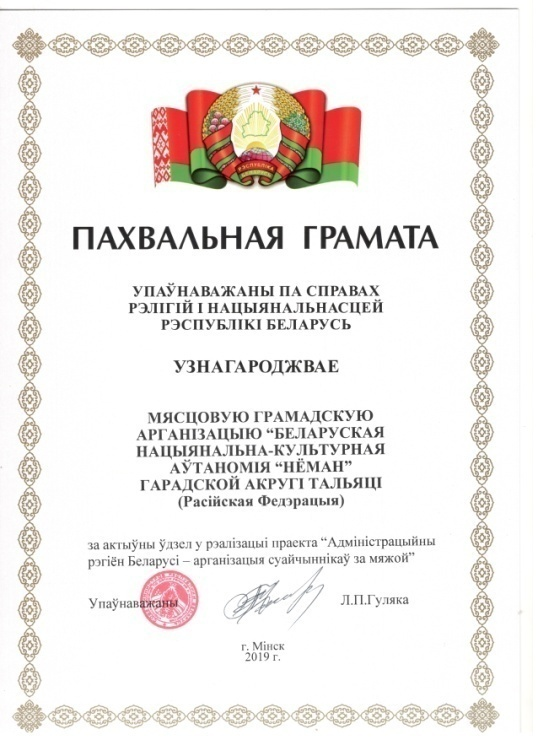 РЭСПУБЛІКА
ПАХВАЛЬНАЯ ГРАМАТА
УПАЎНАВАЖАНЫ ПА СПРАВАХ
РЭЛІГІЙ І НАЦЫЯНАЛЬНАСЦЕЙ
РЭСПУБЛІКІ БЕЛАРУСЬ
УЗНАГАРОДЖВАЕ
МЯСЦОВУЮ ГРАМАДСКУЮ
АРГАНІЗАЦЫЮ “БЕЛАРУСКАЯ
НАЦЫЯНАЛЬНА-КУЛЬТУРНАЯ
АЎТАНОМІЯ “НЁМАН”
ГАРАДСКОЙ АКРУГІ ТАЛЬЯЦІ
(Расійская Федэрацыя)
за актыўны ўдзел у рэалізацыі праекта “Адміністрацыйны
рэгіён Беларусі – арганізацыя суайчыннікаў за мяжой”
Упаўнаважаны Л.П.Гуляка
г. Мінск
2019 г.